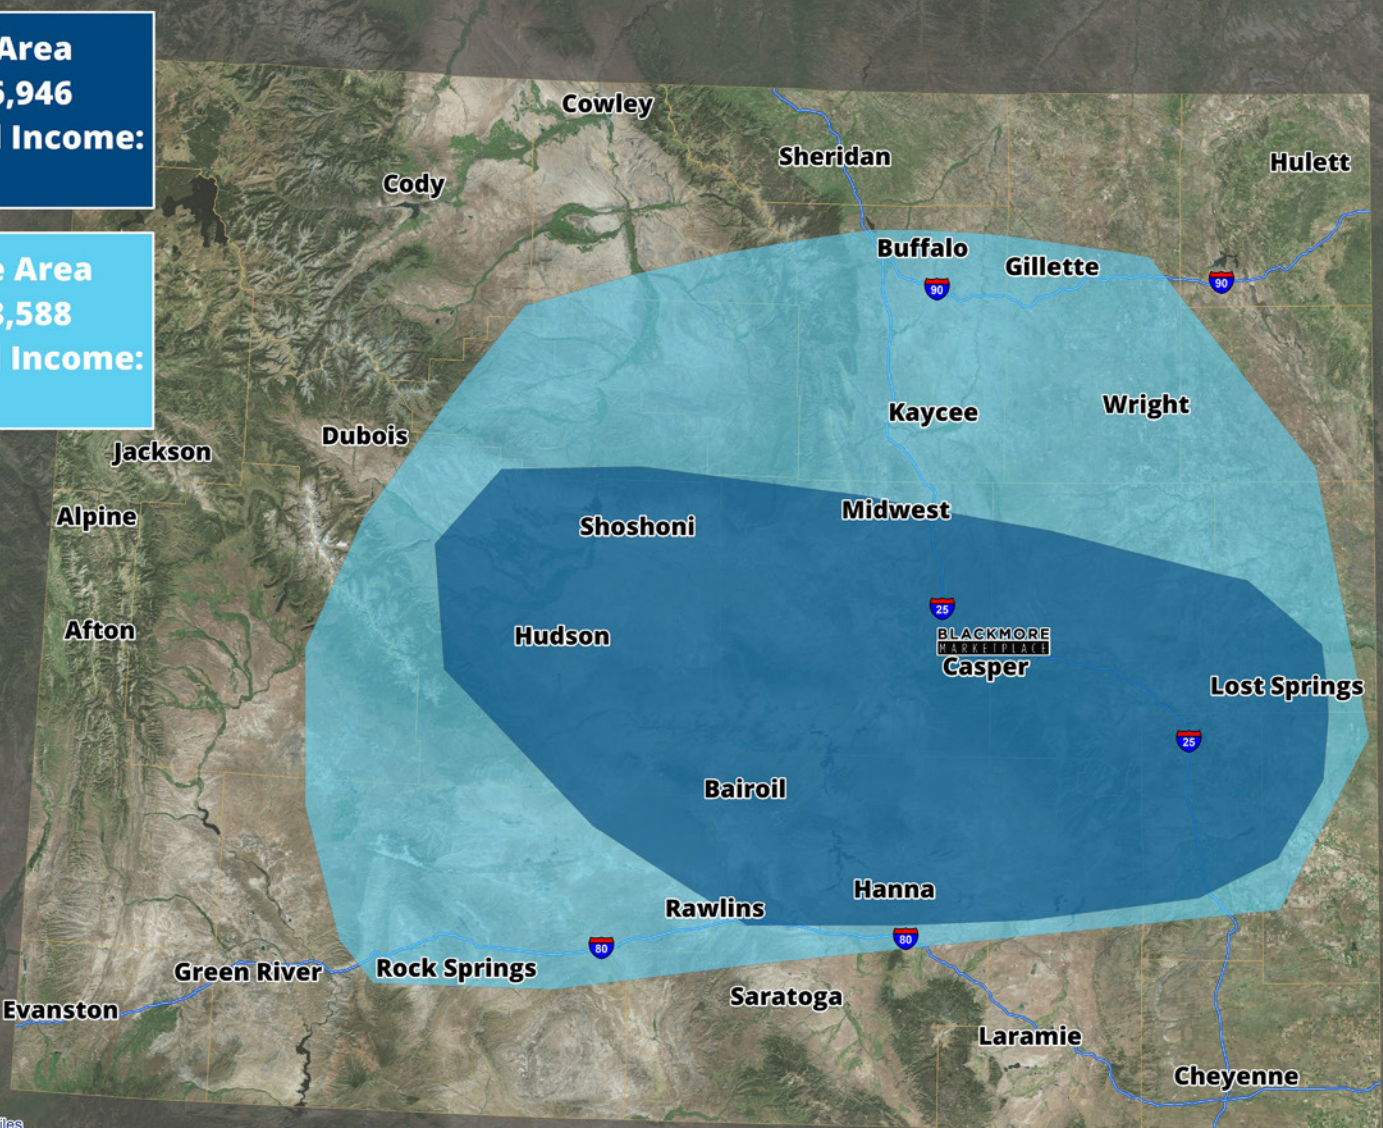 Area
5,946
Income:
e Area
8,588
Income:
Cowley
Sheridan
Hulett
Cody
Buffalo
Gillette
90
90
Kaycee
Wright
Dubois
Jackson
Alpine
Midwest
Shoshoni
25
Afton
Hudson
BLACKMORE
MARKETPLACE
Casper
Lost Springs
25
Bairoil
Hanna
Rawlins
80
80
Green River
Rock Springs
Evanston
Saratoga
Laramie
Cheyenne